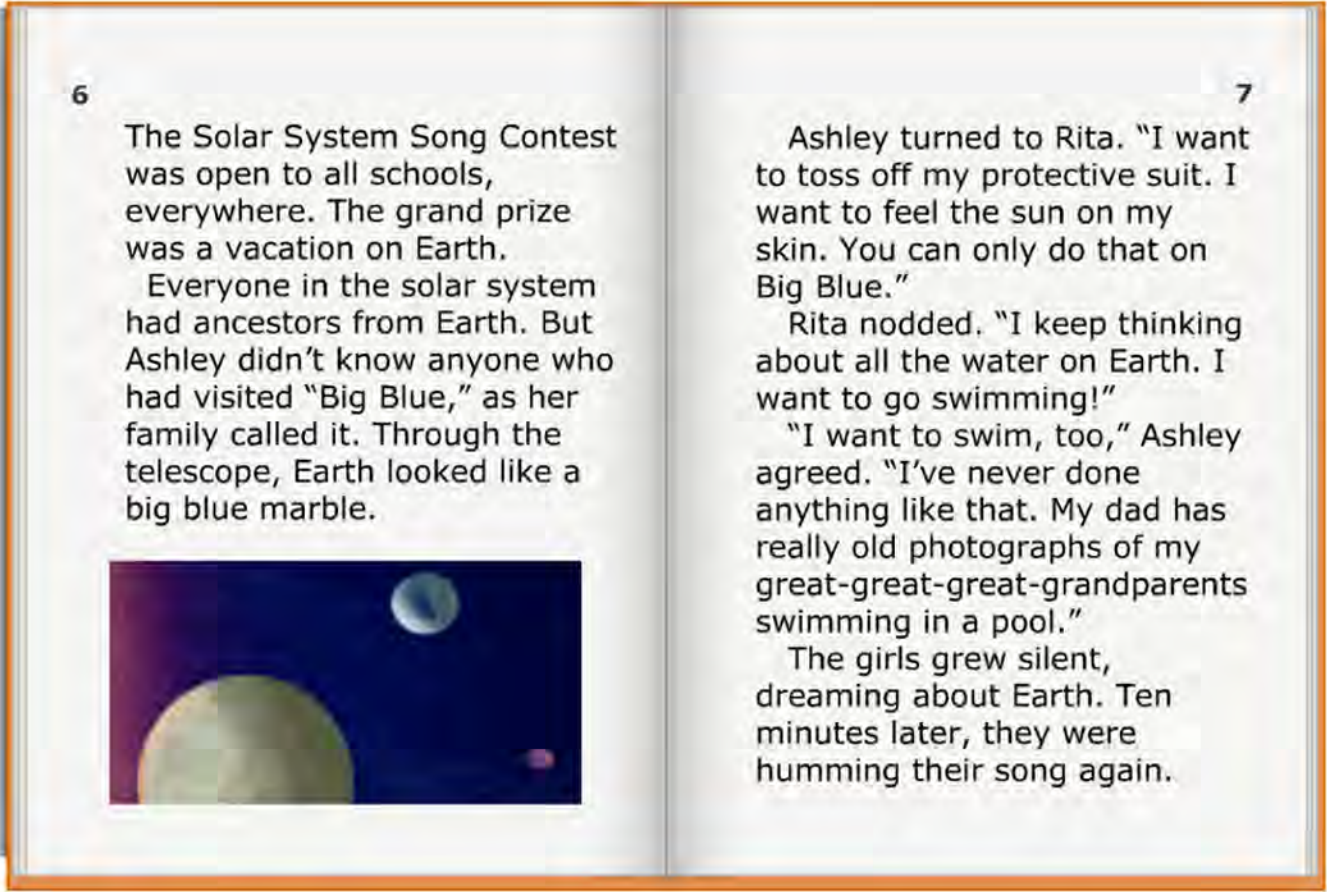 6
The Solar System Song Contest
was open to all schools,
everywhere. The grand prize
was a vacation on Earth.
Everyone in the solar system
had ancestors from Earth. But
Ashley didn’t know anyone who
had visited “Big Blue,” as her
family called it. Through the
telescope, Earth looked like a
big blue marble.
7
Ashley turned to Rita. “I want
to toss off my protective suit. I
want to feel the sun on my
skin. You can only do that on
Big Blue.”
Rita nodded. “I keep thinking
about all the water on Earth. I
want to go swimming!”
“I want to swim, too,” Ashley
agreed. “I’ve never done
anything like that. My dad has
really old photographs of my
great-great-great-grandparents
swimming in a pool.”
The girls grew silent,
dreaming about Earth. Ten
minutes later, they were
humming their song again.